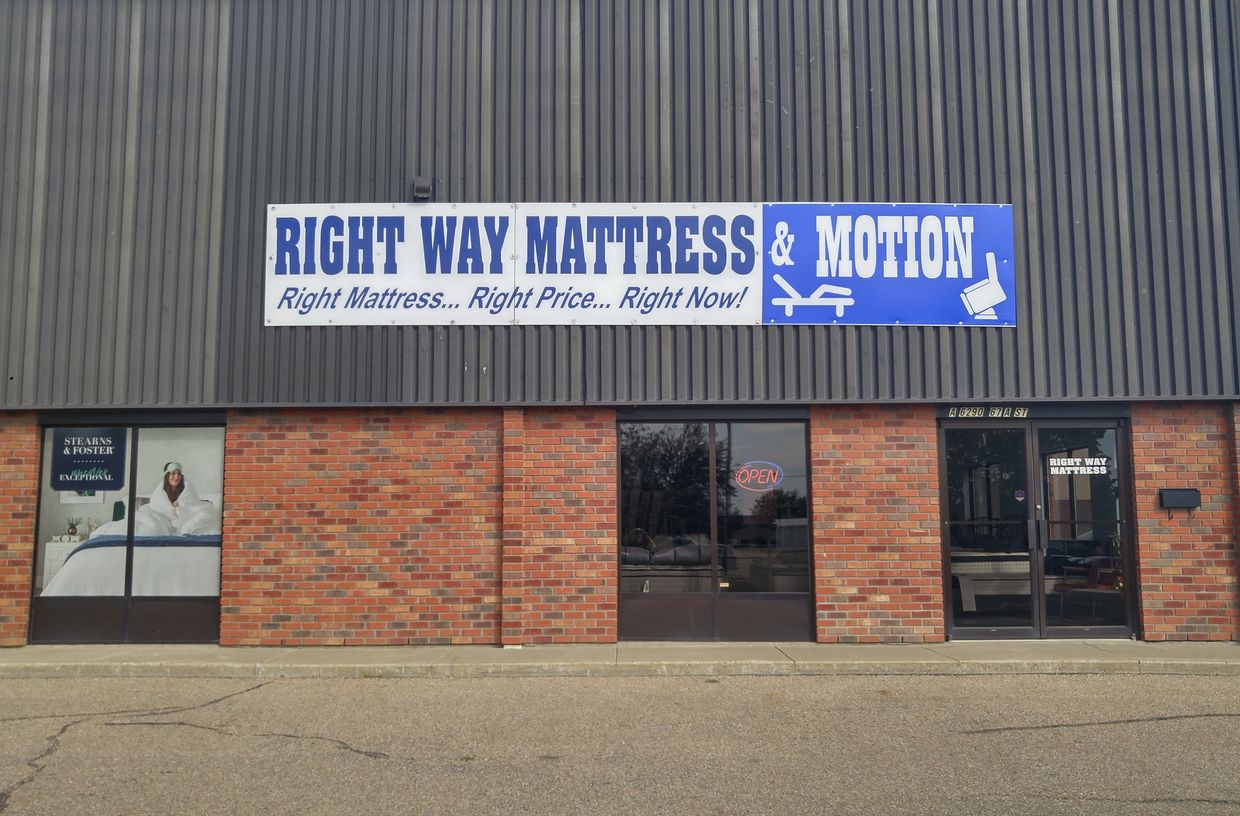 RIGHT WAY MATTRESS & MOTION
Right Mattress... Right Price... Right Now!
A 6290 67 A ST
STEARNS
& FOSTER
EXCEPTIONAL
OPEN
RIGHT WAY
MATTRESS